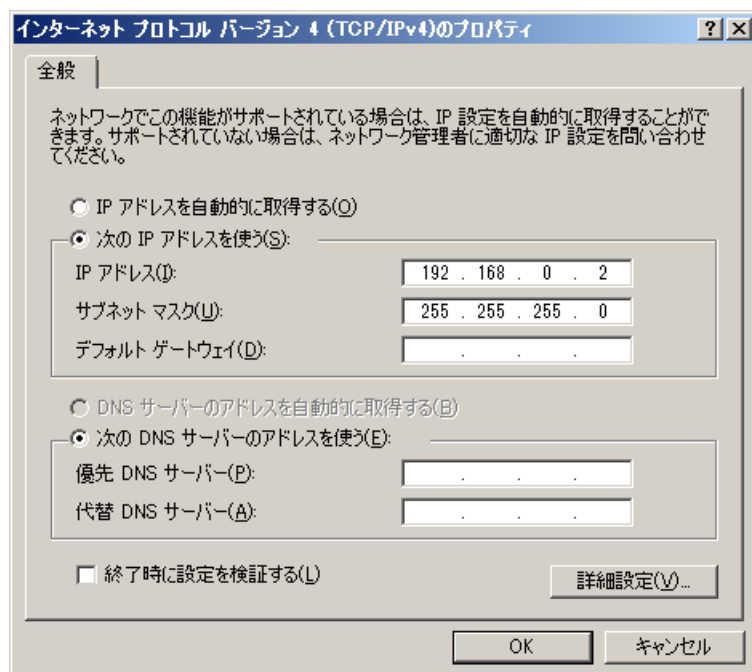 インターネット プロトコル バージョン 4 (TCP/IPv4)のプロパティ
全般
ネットワークでこの機能がサポートされている場合は、IP 設定を自動的に取得することがで
きます。サポートされていない場合は、ネットワーク管理者に適切な IP 設定を問い合わせ
てください。
IP アドレスを自動的に取得する(O)
次の IP アドレスを使う(S):
IP アドレス(I): 192 . 168 . 0 . 2
サブネット マスク(U): 255 . 255 . 255 . 0
デフォルト ゲートウェイ(D): . . .
DNS サーバーのアドレスを自動的に取得する(B)
次の DNS サーバーのアドレスを使う(E):
優先 DNS サーバー(P): . . .
代替 DNS サーバー(A): . . .
終了時に設定を検証する(L)
詳細設定(V)...
OK キャンセル